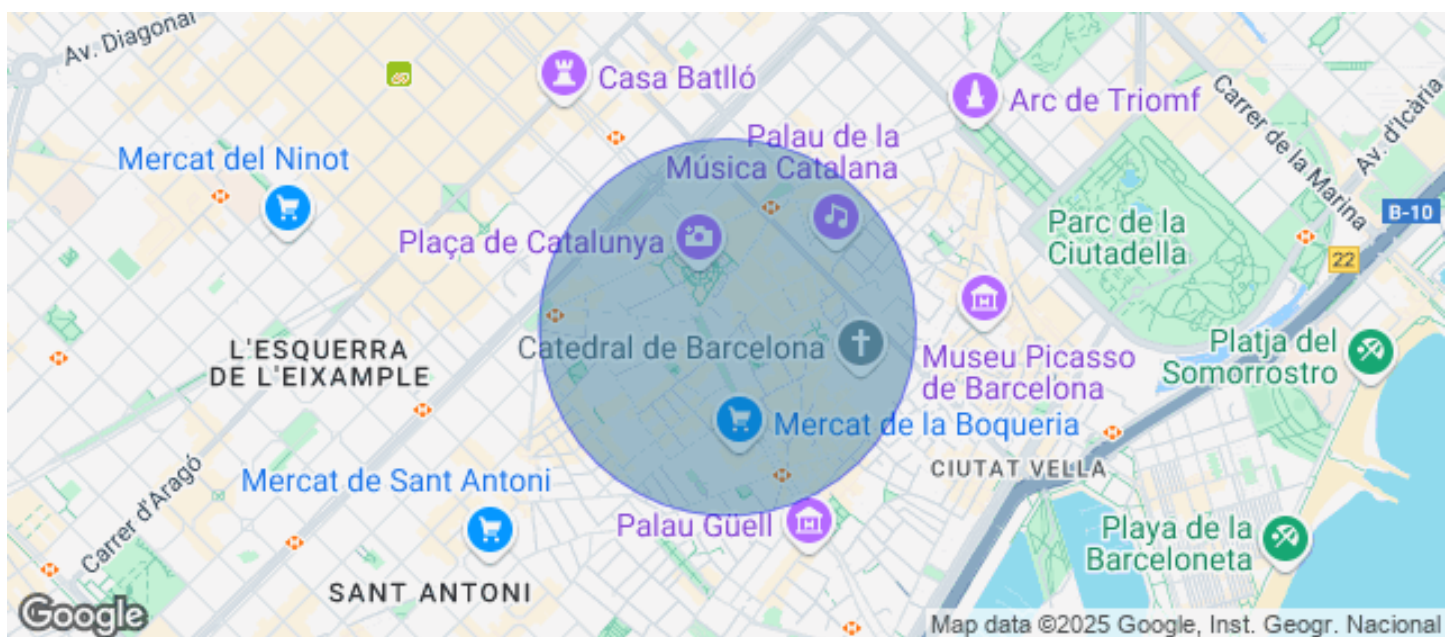 Av. Diagonal
Casa Batlló
Arc de Triomf
Carrer de la Marina
Av. d'Icària
Palau de la
Música Catalana
Mercat del Ninot
B-10
Plaça de Catalunya
Parc de la
Ciutadella
22
L'ESQUERRA
DE L'EIXAMPLE
Catedral de Barcelona
Museu Picasso
de Barcelona
Platja del
Somorrostro
Mercat de la Boqueria
CIUTAT VELLA
Carrer d'Aragó
Mercat de Sant Antoni
Palau Güell
Playa de la
Barceloneta
SANT ANTONI
Google
Map data ©2025 Google, Inst. Geogr. Nacional